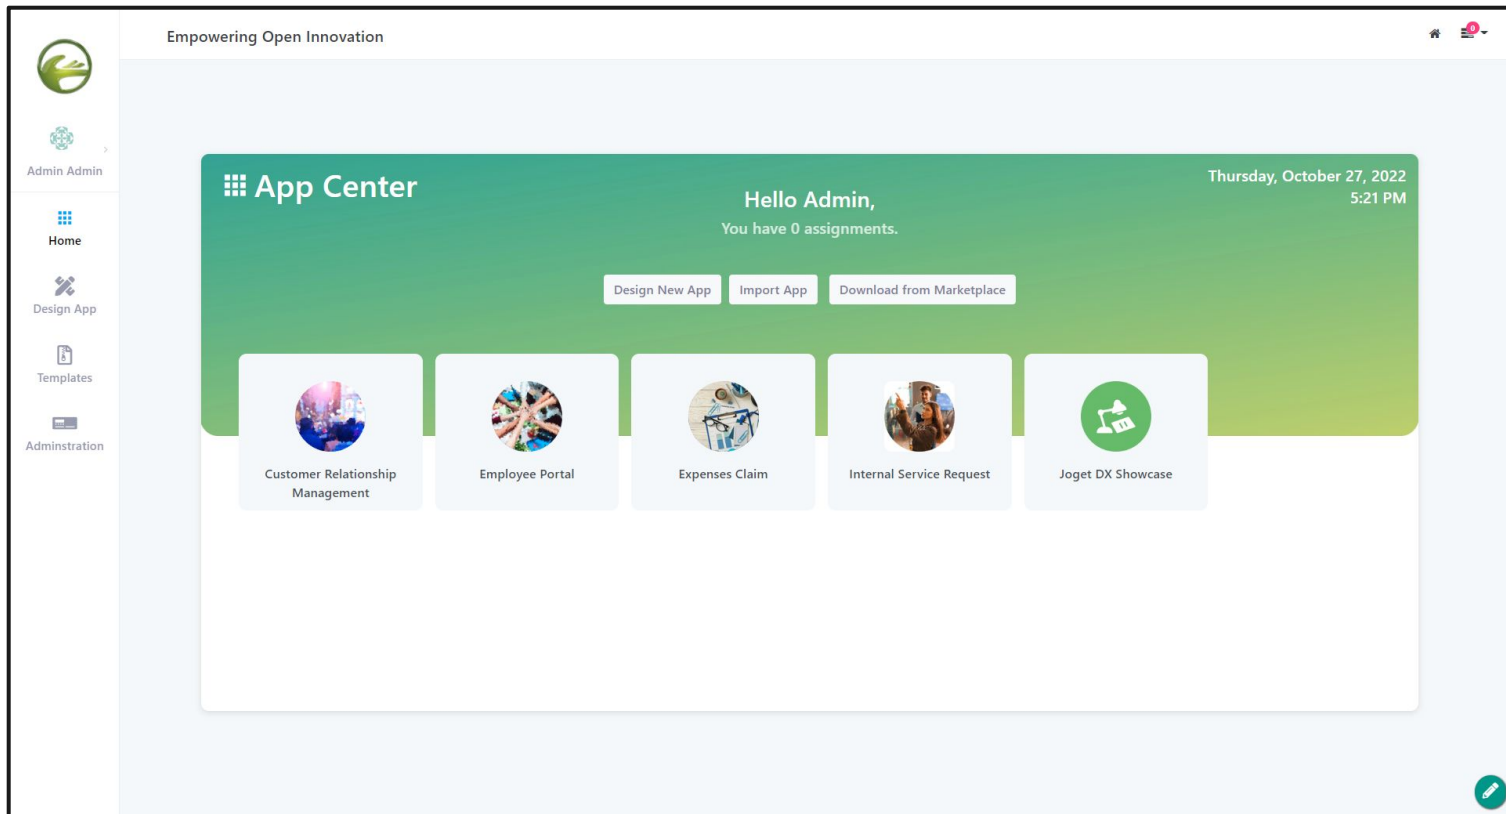 Empowering Open Innovation
0
Admin Admin
Home
Design App
Templates
Adminstration
App Center
Thursday, October 27, 2022
5:21 PM
Hello Admin,
You have 0 assignments.
Design New App
Import App
Download from Marketplace
Customer Relationship
Management
Employee Portal
Expenses Claim
Internal Service Request
Joget DX Showcase